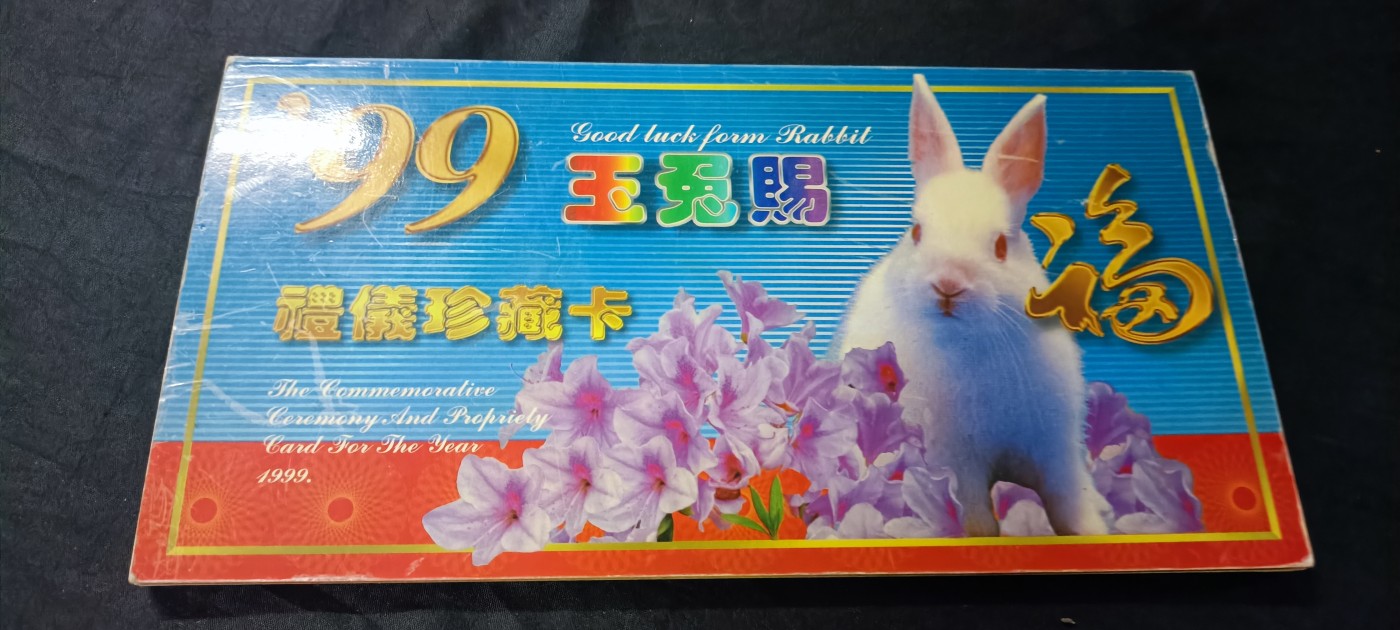 '99
Good luck form Rabbit
玉兔賜
福
禮儀珍藏卡
The Commemorative
Ceremony And Propriety
Card For The Year
1999.